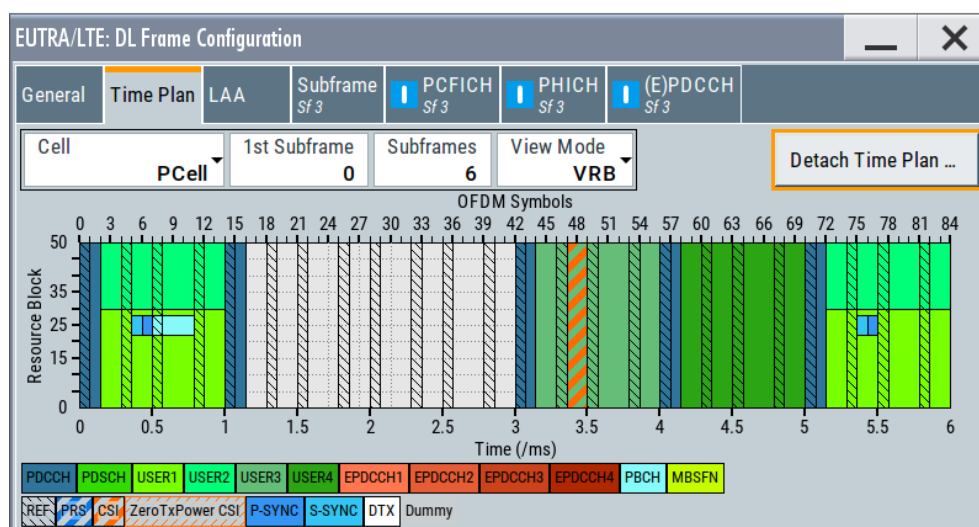 EUTRA/LTE: DL Frame Configuration
General Time Plan LAA Subframe Sf 3 PCFICH Sf 3 PHICH Sf 3 (E)PDCCH Sf 3
Cell PCell 1st Subframe 0 Subframes 6 View Mode VRB Detach Time Plan ...
OFDM Symbols
0 3 6 9 12 15 18 21 24 27 30 33 36 39 42 45 48 51 54 57 60 63 66 69 72 75 78 81 84
Resource Block
50
35
25
15
0
0 0.5 1 1.5 2 2.5 3 3.5 4 4.5 5 5.5 6
Time (/ms)
PDCCH PDSCH USER1 USER2 USER3 USER4 EPDCCH1 EPDCCH2 EPDCCH3 EPDCCH4 PBCH MBSFN
REF PRS CSI ZeroTxPower CSI P-SYNC S-SYNC DTX Dummy